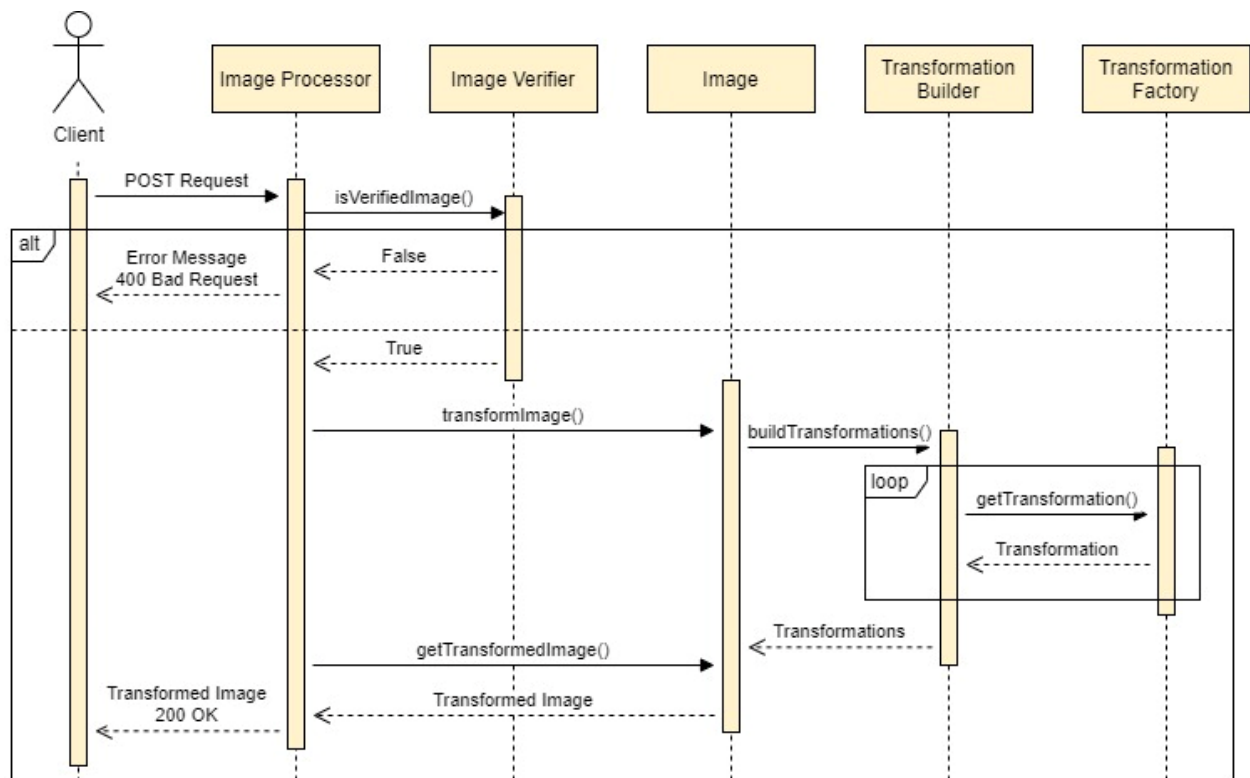 Client
Image Processor
Image Verifier
Image
Transformation
Builder
Transformation
Factory
POST Request
isVerifiedImage()
alt
False
Error Message
400 Bad Request
True
transformImage()
buildTransformations()
loop
getTransformation()
Transformation
Transformations
getTransformedImage()
Transformed Image
Transformed Image
200 OK